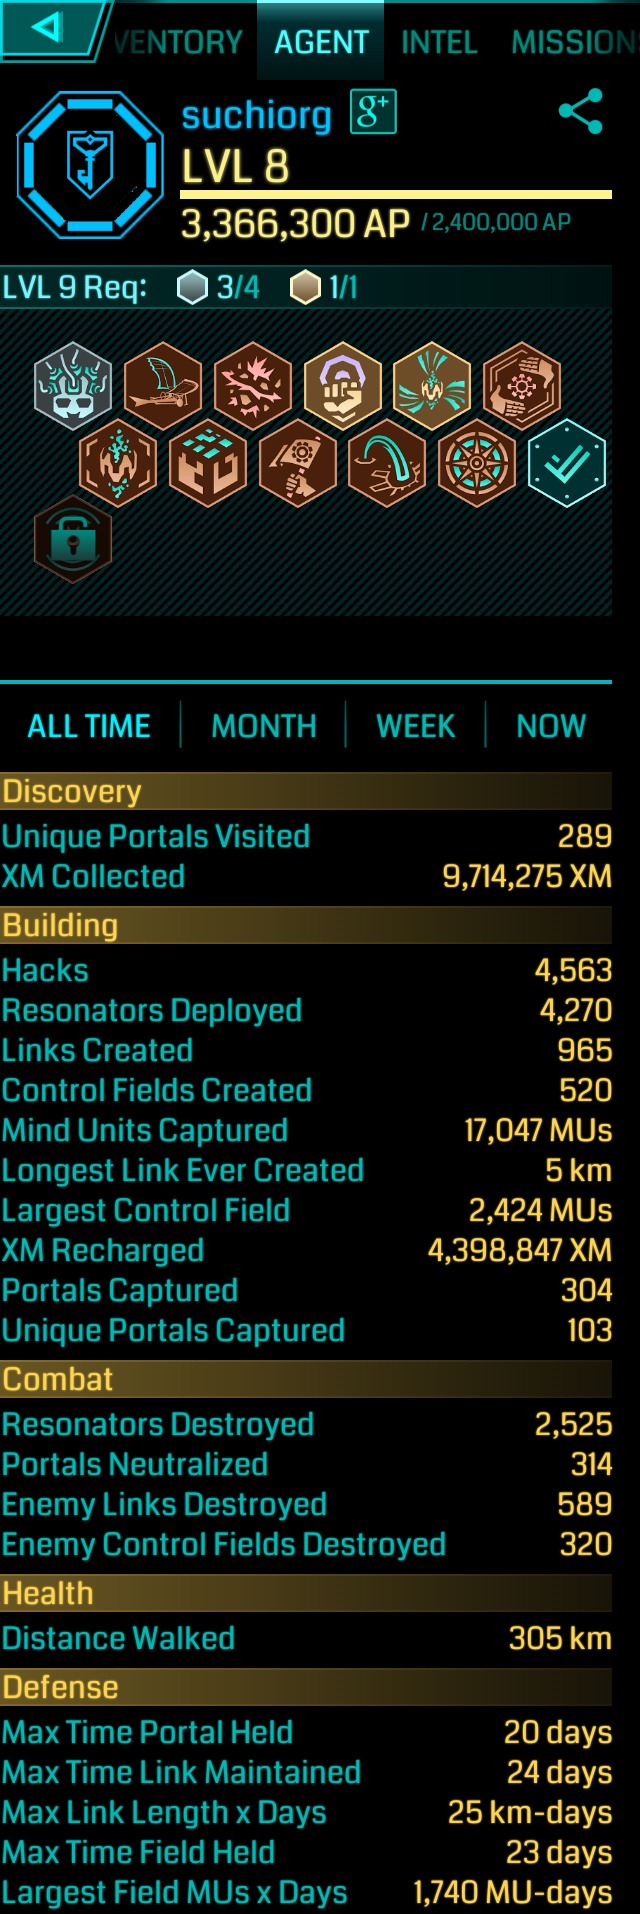 VENTORY AGENT INTEL MISSIONS
suchiorg g+
LVL 8
3,366,300 AP / 2,400,000 AP
LVL 9 Req: 3/4 1/1
ALL TIME MONTH WEEK NOW
Discovery
Unique Portals Visited 289
XM Collected 9,714,275 XM
Building
Hacks 4,563
Resonators Deployed 4,270
Links Created 965
Control Fields Created 520
Mind Units Captured 17,047 MUs
Longest Link Ever Created 5 km
Largest Control Field 2,424 MUs
XM Recharged 4,398,847 XM
Portals Captured 304
Unique Portals Captured 103
Combat
Resonators Destroyed 2,525
Portals Neutralized 314
Enemy Links Destroyed 589
Enemy Control Fields Destroyed 320
Health
Distance Walked 305 km
Defense
Max Time Portal Held 20 days
Max Time Link Maintained 24 days
Max Link Length x Days 25 km-days
Max Time Field Held 23 days
Largest Field MUs x Days 1,740 MU-days